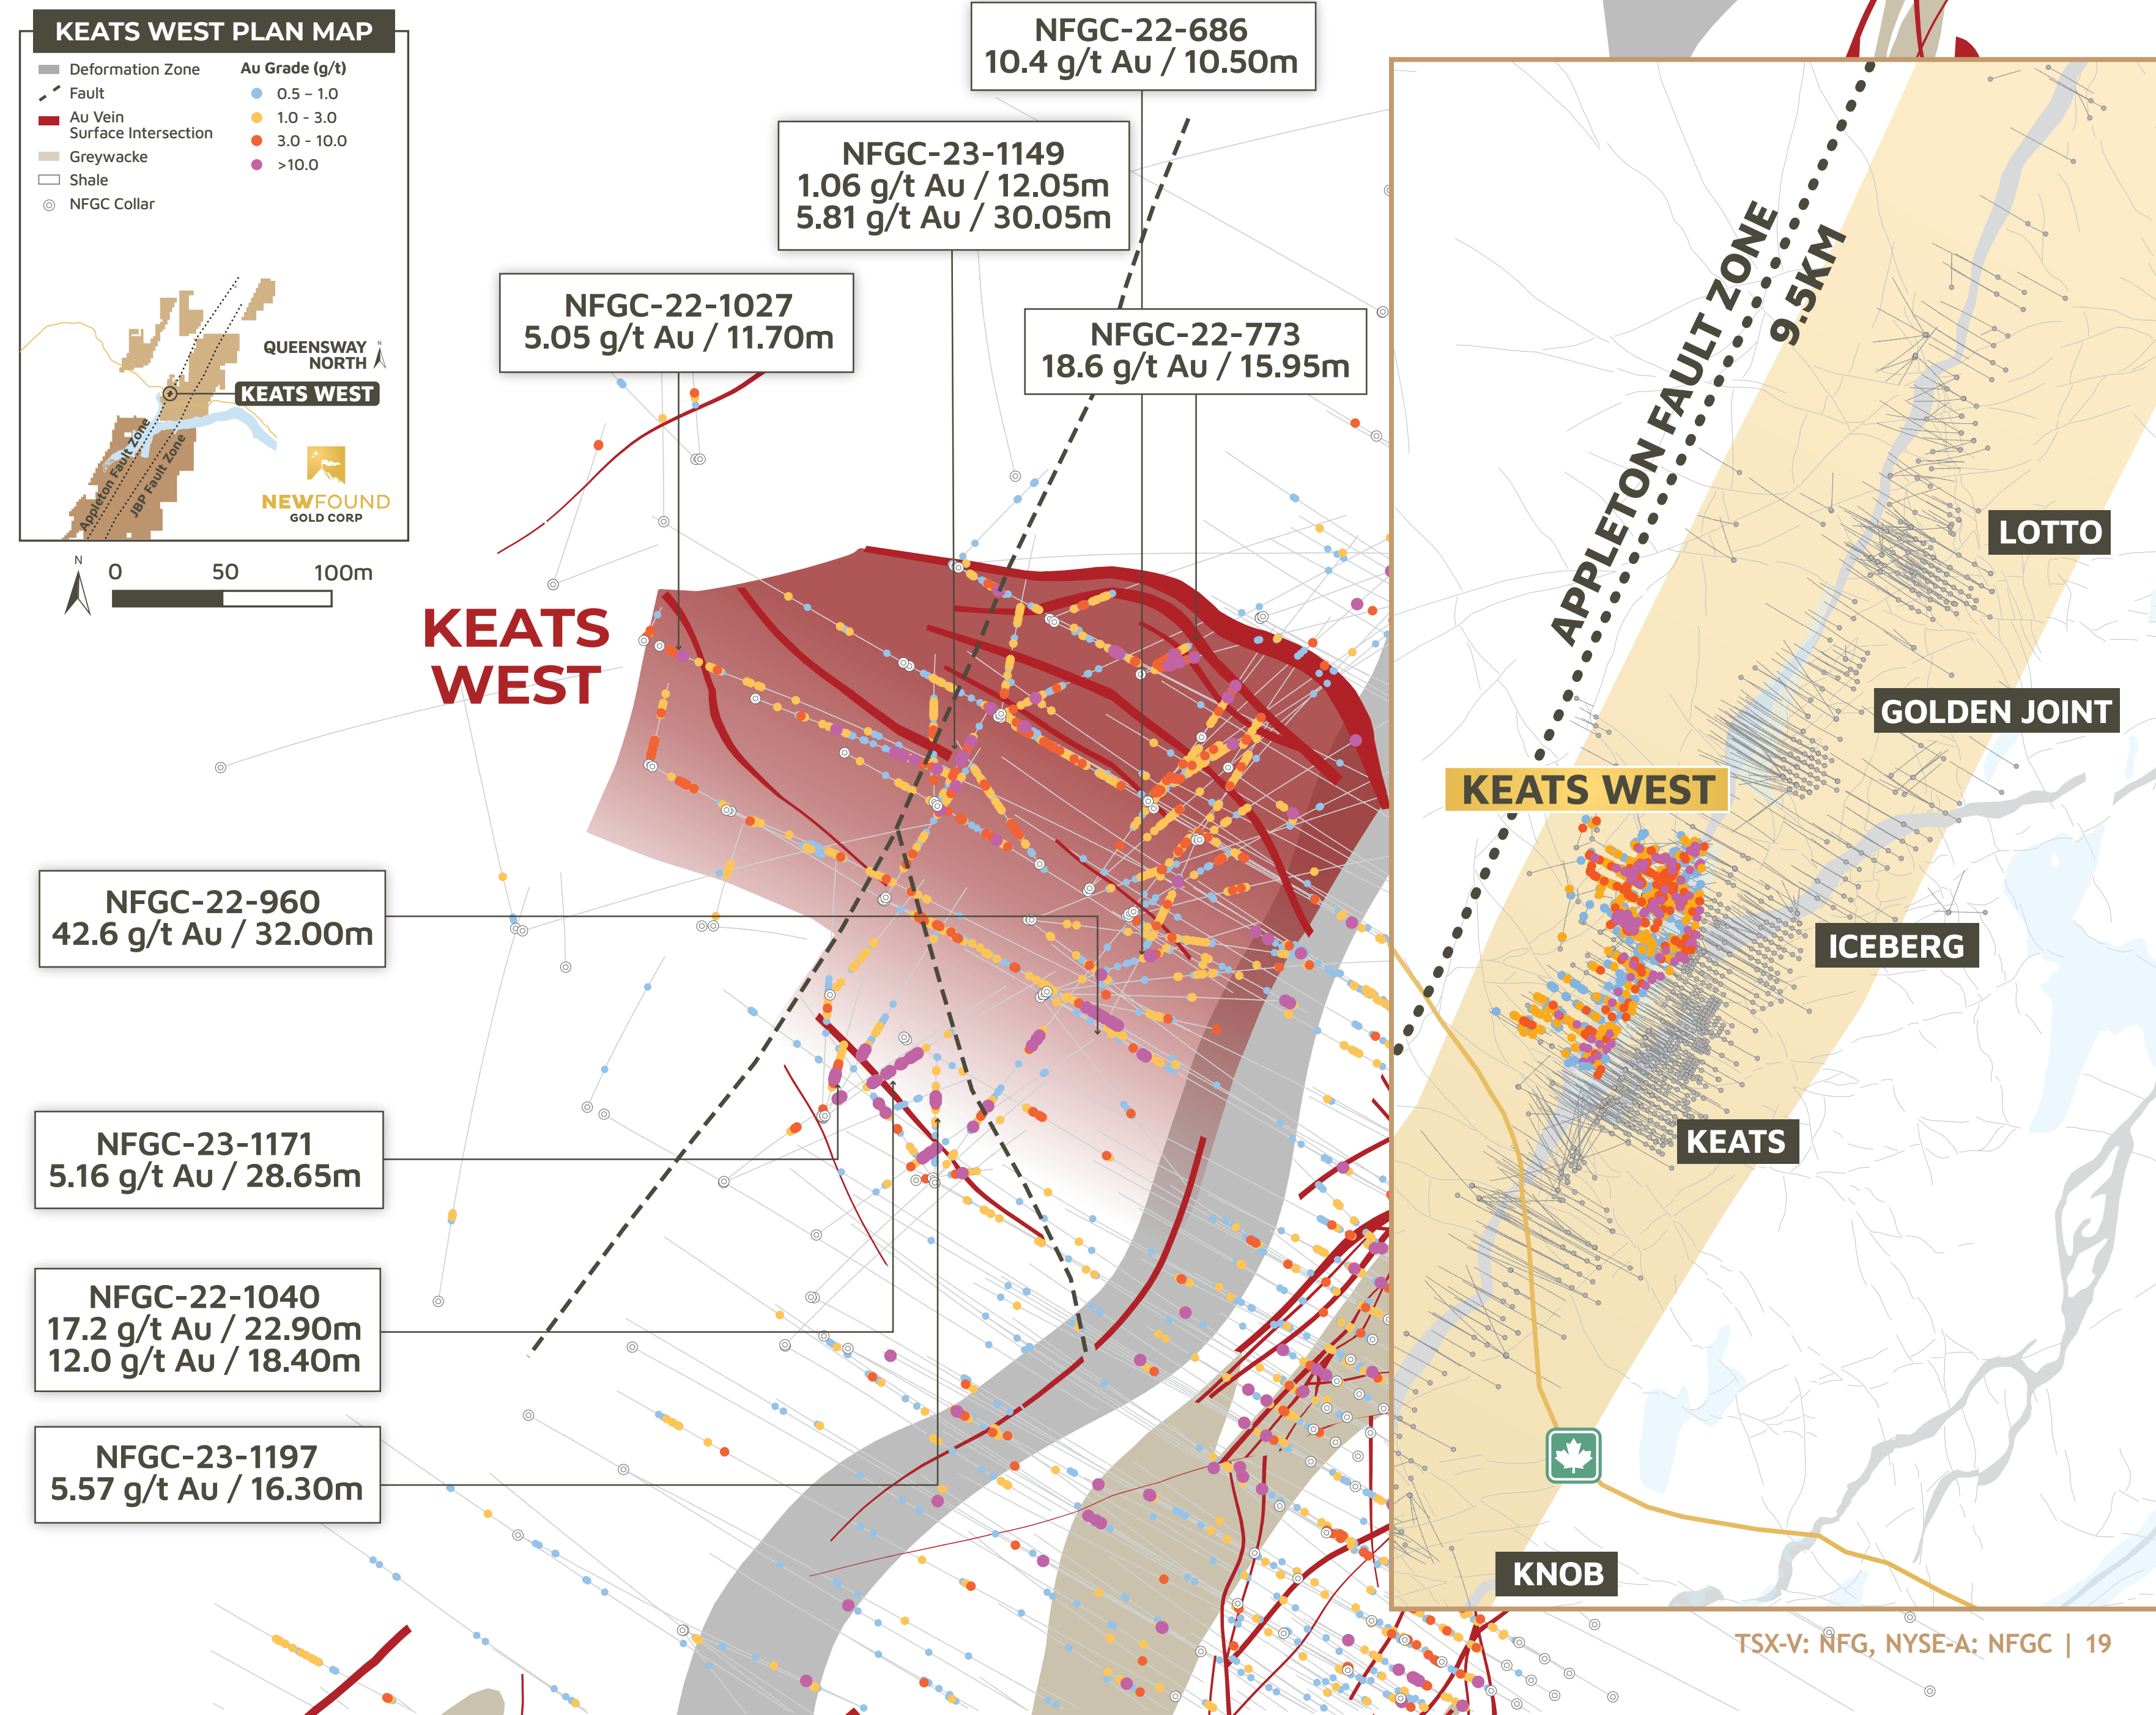 KEATS WEST PLAN MAP
Deformation Zone
Fault
Au Vein
Surface Intersection
Greywacke
Shale
NFGC Collar
Au Grade (g/t)
0.5 – 1.0
1.0 - 3.0
3.0 - 10.0
>10.0
QUEENSWAY
NORTH
N
KEATS WEST
Appleton Fault Zone
JBP Fault Zone
NEWFOUND
GOLD CORP
N
0 50 100m
NFGC-22-686
10.4 g/t Au / 10.50m
NFGC-23-1149
1.06 g/t Au / 12.05m
5.81 g/t Au / 30.05m
NFGC-22-1027
5.05 g/t Au / 11.70m
NFGC-22-773
18.6 g/t Au / 15.95m
KEATS
WEST
NFGC-22-960
42.6 g/t Au / 32.00m
NFGC-23-1171
5.16 g/t Au / 28.65m
NFGC-22-1040
17.2 g/t Au / 22.90m
12.0 g/t Au / 18.40m
NFGC-23-1197
5.57 g/t Au / 16.30m
APPLETON FAULT ZONE
9.5KM
LOTTO
GOLDEN JOINT
KEATS WEST
ICEBERG
KEATS
KNOB
TSX-V: NFG, NYSE-A: NFGC | 19